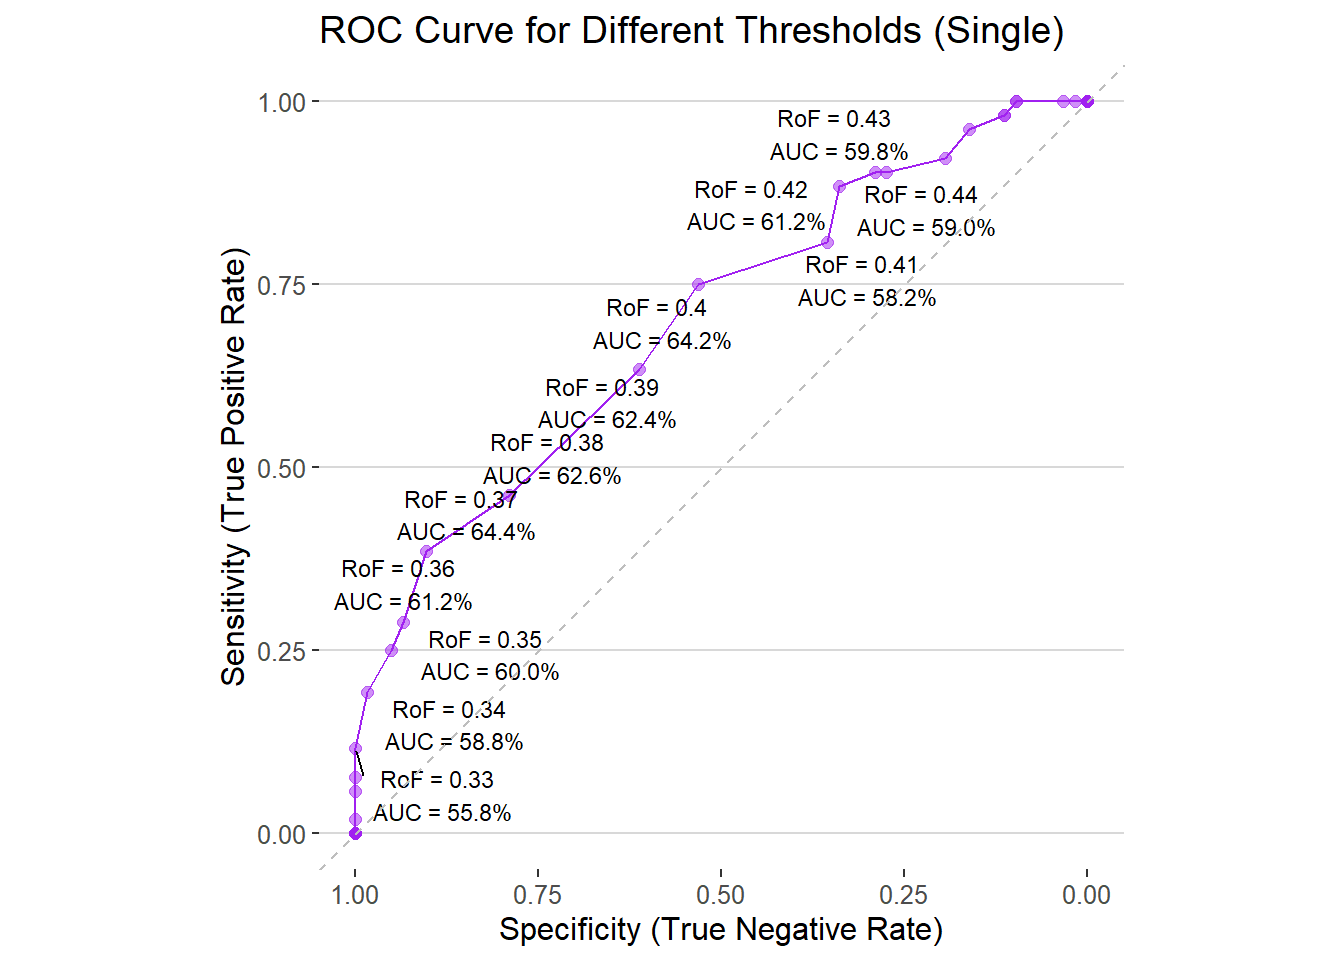 ROC Curve for Different Thresholds (Single)
1.00
0.75
0.50
0.25
0.00
Sensitivity (True Positive Rate)
RoF = 0.43
AUC = 59.8%
RoF = 0.42
AUC = 61.2%
RoF = 0.44
AUC = 59.0%
RoF = 0.41
AUC = 58.2%
RoF = 0.4
AUC = 64.2%
RoF = 0.39
AUC = 62.4%
RoF = 0.38
AUC = 62.6%
RoF = 0.37
AUC = 64.4%
RoF = 0.36
AUC = 61.2%
RoF = 0.35
AUC = 60.0%
RoF = 0.34
AUC = 58.8%
RoF = 0.33
AUC = 55.8%
1.00 0.75 0.50 0.25 0.00
Specificity (True Negative Rate)